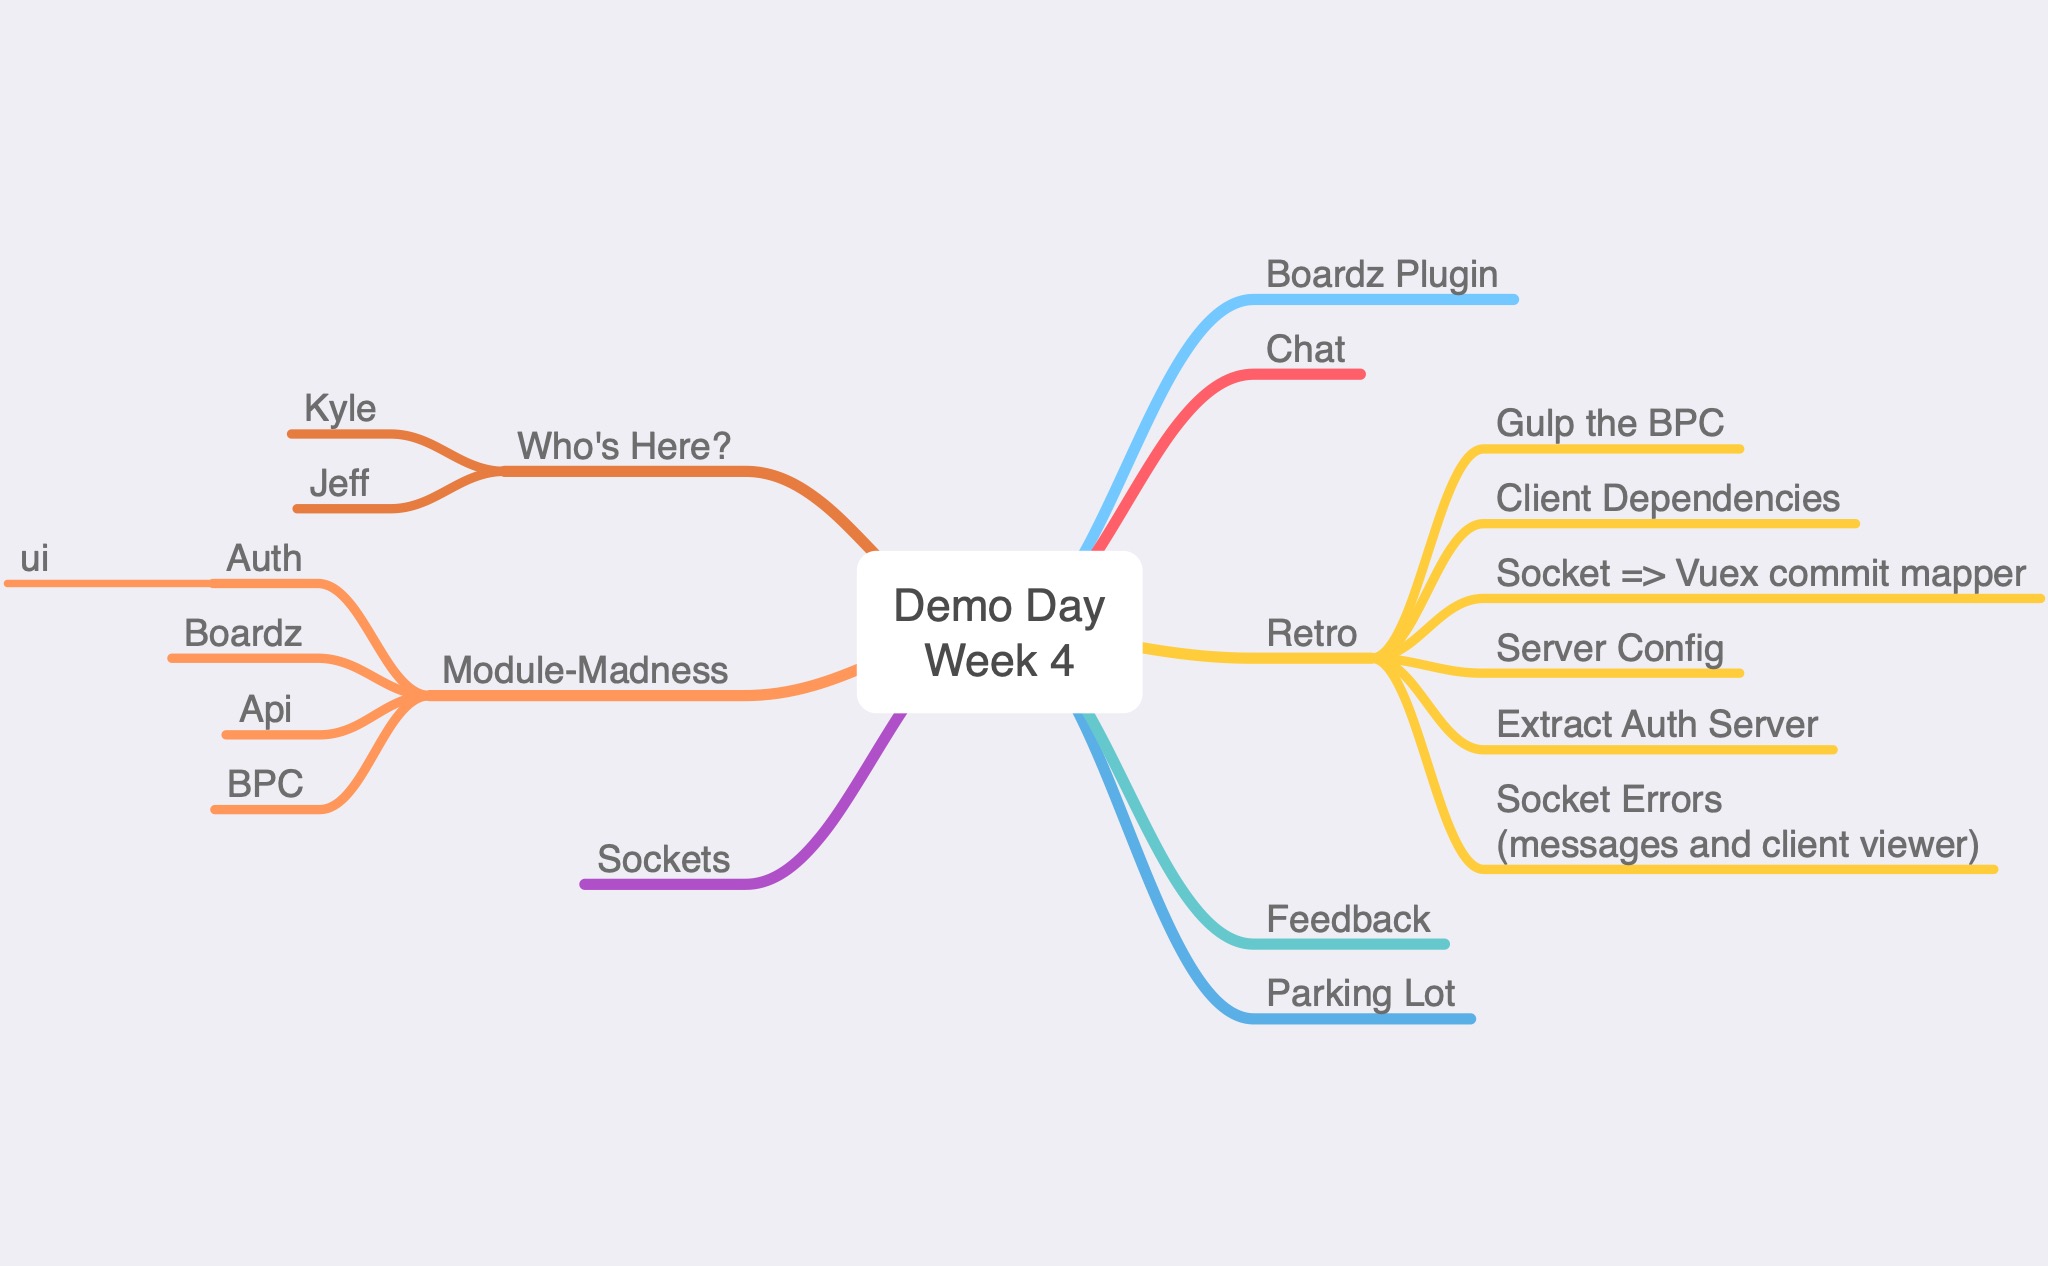 Demo Day
Week 4
Who's Here?
Kyle
Jeff
Module-Madness
Auth
ui
Boardz
Api
BPC
Sockets
Boardz Plugin
Chat
Retro
Gulp the BPC
Client Dependencies
Socket => Vuex commit mapper
Server Config
Extract Auth Server
Socket Errors
(messages and client viewer)
Feedback
Parking Lot